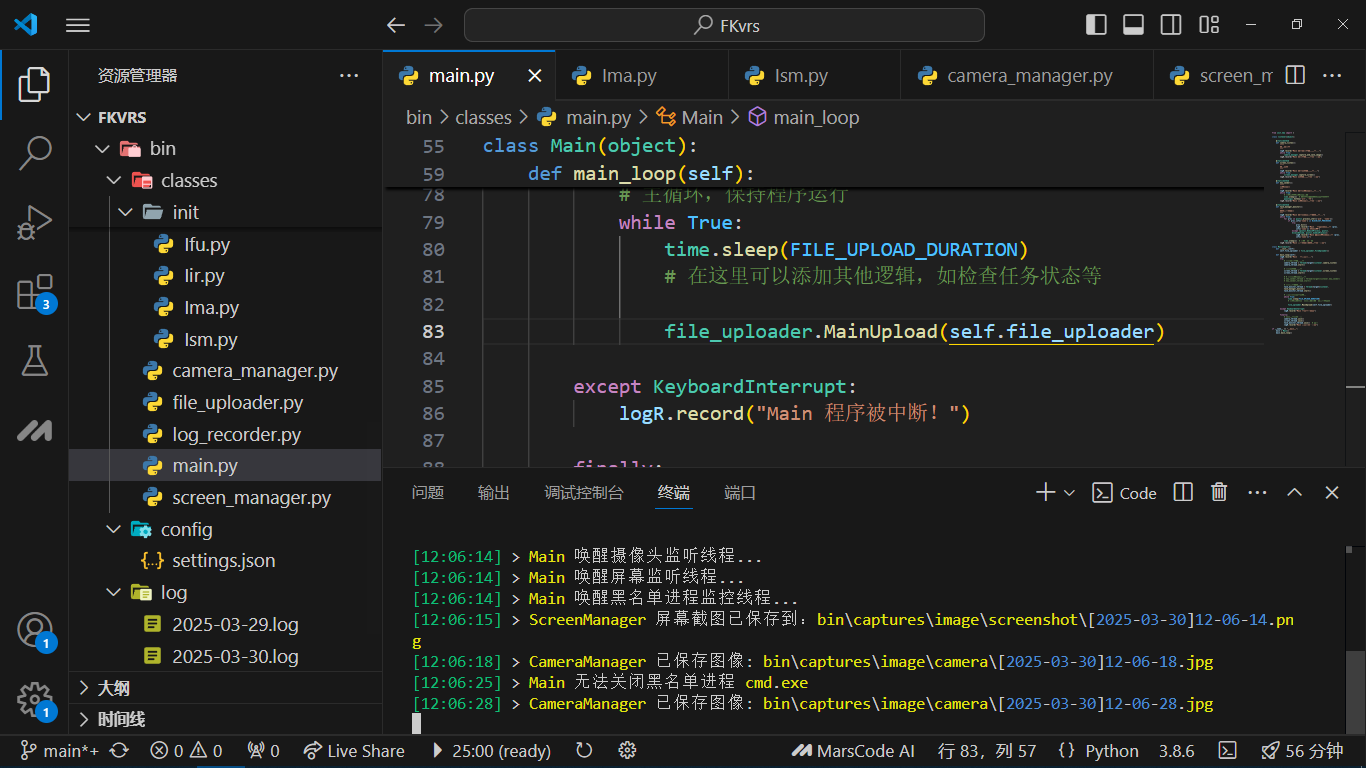 FKvrs
资源管理器
FKVRS
bin
classes
init
Ifu.py
Iir.py
Ima.py
Ism.py
camera_manager.py
file_uploader.py
log_recorder.py
main.py
screen_manager.py
config
settings.json
log
2025-03-29.log
2025-03-30.log
大纲
时间线
3
1
1
main.py
Ima.py
Ism.py
camera_manager.py
screen_m
bin > classes > main.py > Main > main_loop
55 class Main(object):
59 def main_loop(self):
78 # 主循环，保持程序运行
79 while True:
80 time.sleep(FILE_UPLOAD_DURATION)
81 # 在这里可以添加其他逻辑，如检查任务状态等
82
83 file_uploader.MainUpload(self.file_uploader)
84
85 except KeyboardInterrupt:
86 logR.record("Main 程序被中断！")
87
88 finally:
问题 输出 调试控制台 终端 端口
Code
[12:06:14] > Main 唤醒摄像头监听线程...
[12:06:14] > Main 唤醒屏幕监听线程...
[12:06:14] > Main 唤醒黑名单进程监控线程...
[12:06:15] > ScreenManager 屏幕截图已保存到：bin\captures\image\screenshot\[2025-03-30]12-06-14.pn
g
[12:06:18] > CameraManager 已保存图像：bin\captures\image\camera\[2025-03-30]12-06-18.jpg
[12:06:25] > Main 无法关闭黑名单进程 cmd.exe
[12:06:28] > CameraManager 已保存图像：bin\captures\image\camera\[2025-03-30]12-06-28.jpg
main*+ 0 0 0 Live Share 25:00 (ready) MarsCode AI 行 83，列 57 {} Python 3.8.6 56 分钟